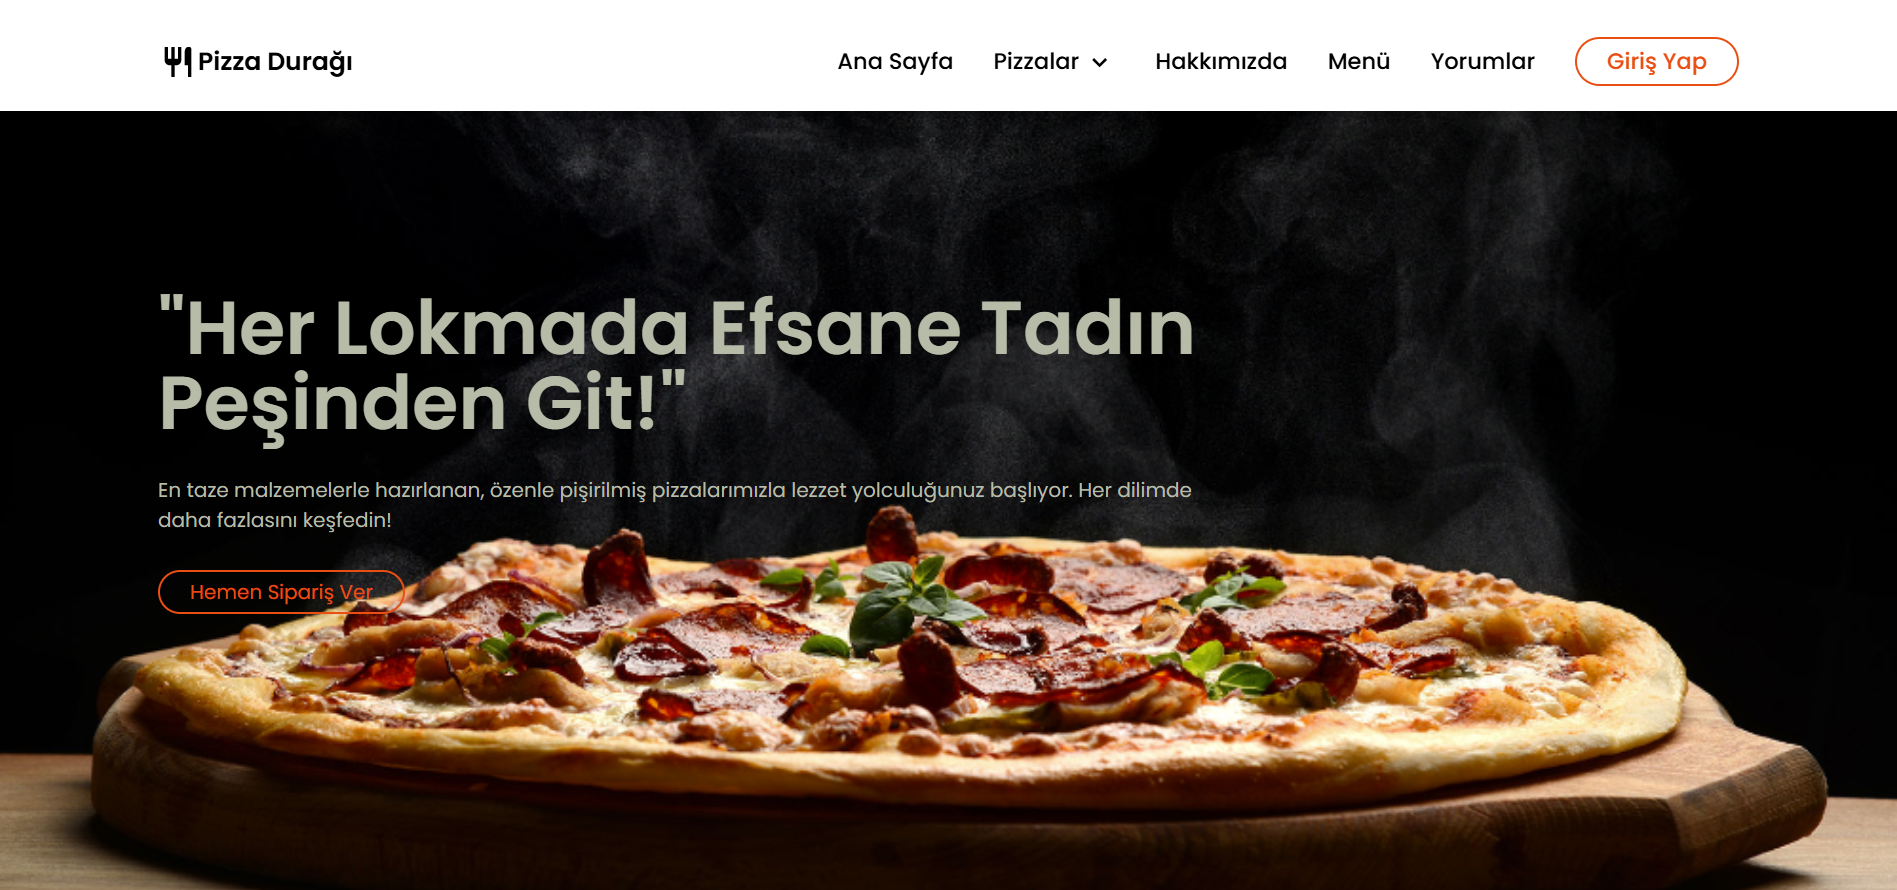 Pizza Durağı
Ana Sayfa
Pizzalar
Hakkımızda
Menü
Yorumlar
Giriş Yap
"Her Lokmada Efsane Tadın
Peşinden Git!"
En taze malzemelerle hazırlanan, özenle pişirilmiş pizzalarımızla lezzet yolculuğunuz başlıyor. Her dilimde
daha fazlasını keşfedin!
Hemen Sipariş Ver